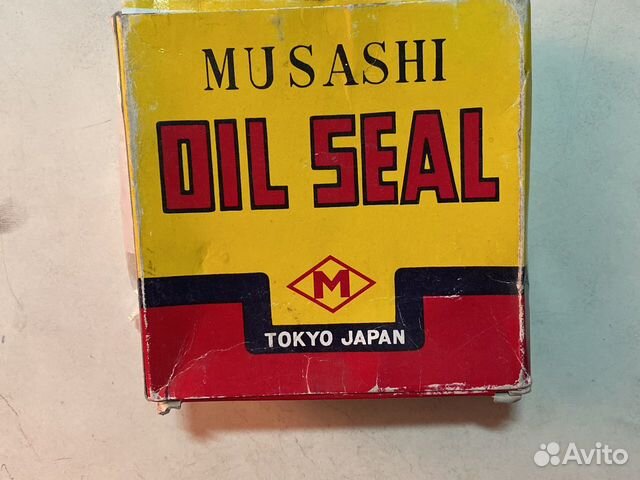 MUSASHI
OIL SEAL
M
TOKYO JAPAN
Avito